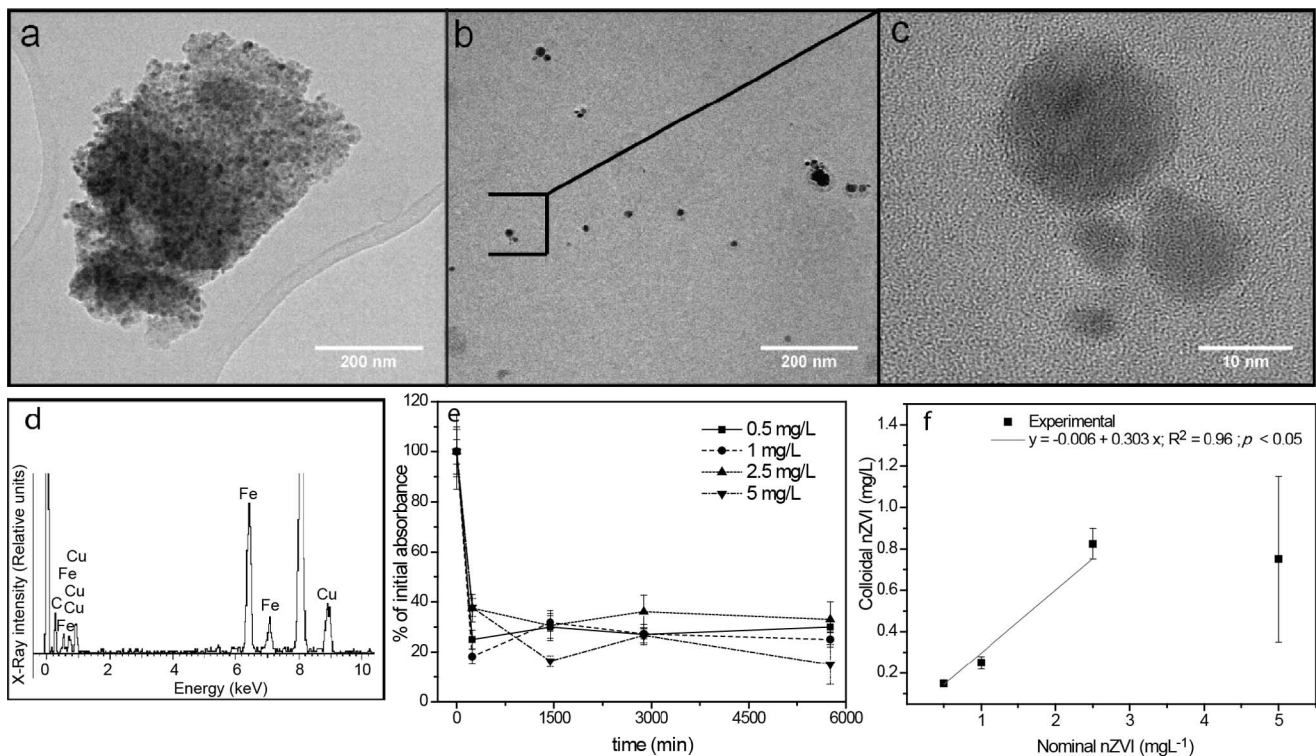 a
200 nm
b
200 nm
c
10 nm
d
X-Ray intensity (Relative units)
Cu
Fe
C Cu
Cu
Fe
Fe
Fe
Cu
0 2 4 6 8 10
Energy (keV)
e
% of initial absorbance
120
100
80
60
40
20
0
0.5 mg/L
1 mg/L
2.5 mg/L
5 mg/L
0 1500 3000 4500 6000
time (min)
f
Colloidal nZVI (mg/L)
1.4
1.2
1.0
0.8
0.6
0.4
0.2
Experimental
y = -0.006 + 0.303 x; R² = 0.96 ; p < 0.05
1 2 3 4 5
Nominal nZVI (mgL⁻¹)